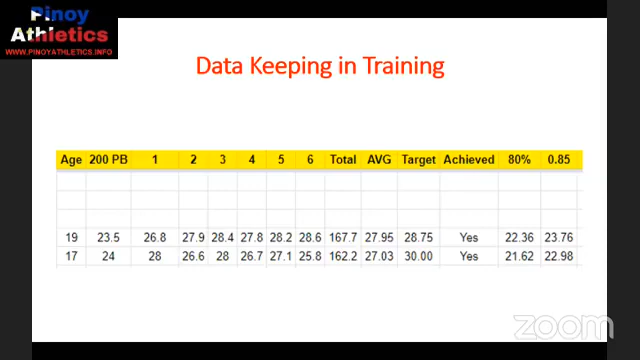 Pinoy
Athletics
WWW.PINOYATHLETICS.INFO
Data Keeping in Training
Age 200 PB 1 2 3 4 5 6 Total AVG Target Achieved 80% 0.85
19 23.5 26.8 27.9 28.4 27.8 28.2 28.6 167.7 27.95 28.75 Yes 22.36 23.76
17 24 28 26.6 28 26.7 27.1 25.8 162.2 27.03 30.00 Yes 21.62 22.98
zoom